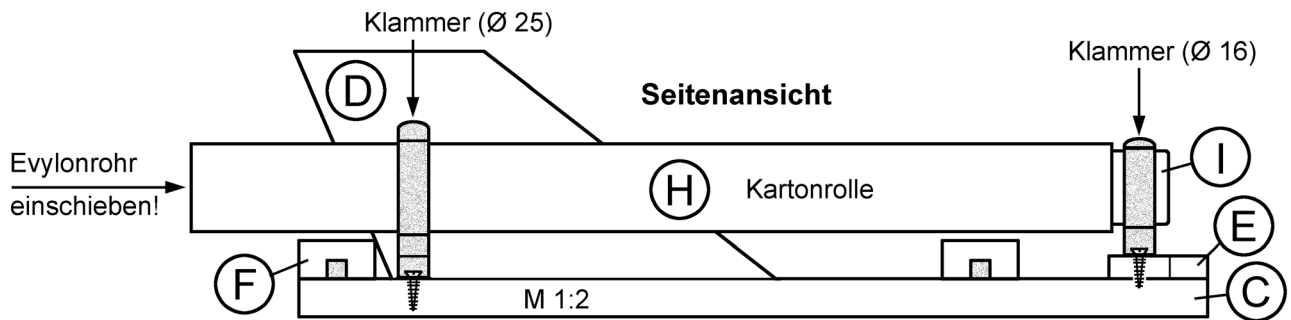 Klammer (Ø 25)
Klammer (Ø 16)
D
Seitenansicht
Evylonrohr
einschieben!
H
Kartonrolle
I
E
F
C
M 1:2